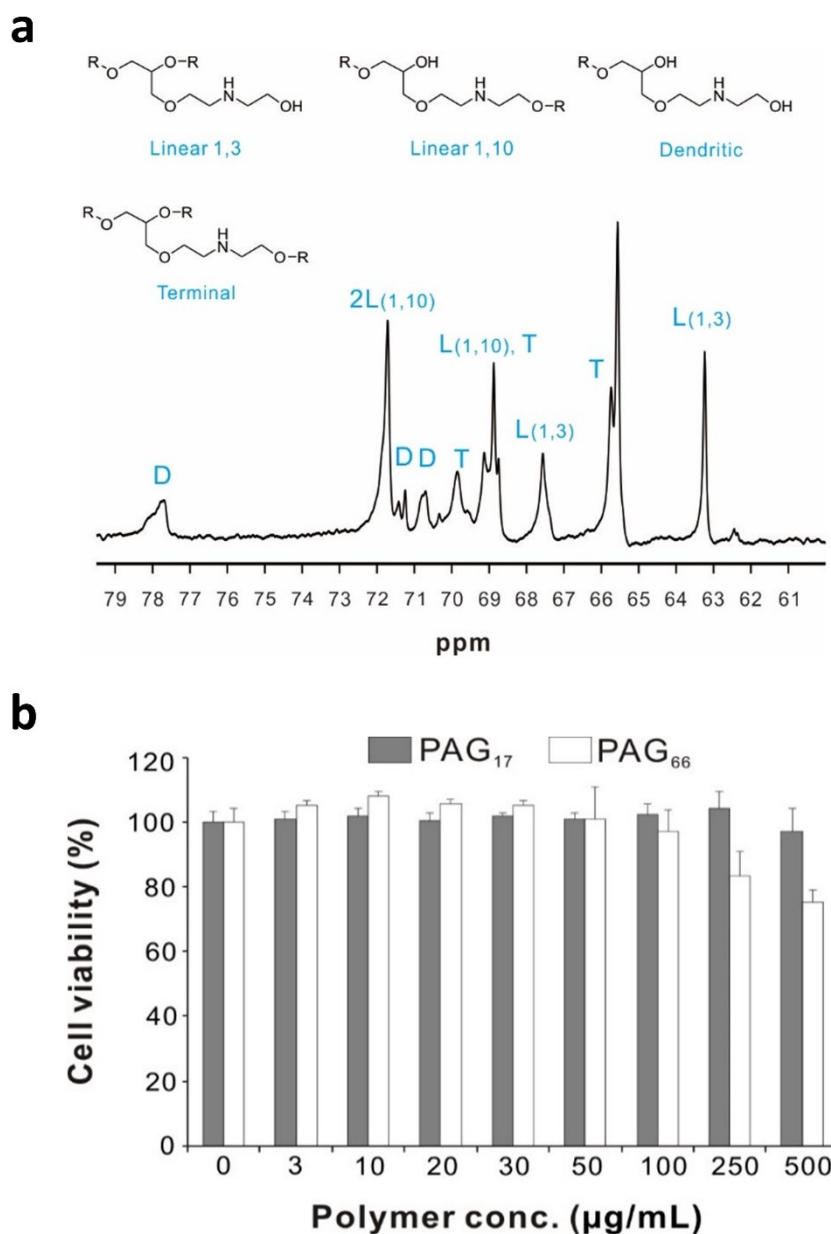 a
R O O–R O H N OH
Linear 1,3
R O OH O H N O–R
Linear 1,10
R O OH O H N OH
Dendritic
R O O–R O H N O–R
Terminal
2L(1,10)
L(1,10), T
L(1,3)
T
L(1,3)
D
D D T
79 78 77 76 75 74 73 72 71 70 69 68 67 66 65 64 63 62 61
ppm
b
PAG17 PAG66
120
100
80
60
40
20
0
Cell viability (%)
0 3 10 20 30 50 100 250 500
Polymer conc. (µg/mL)